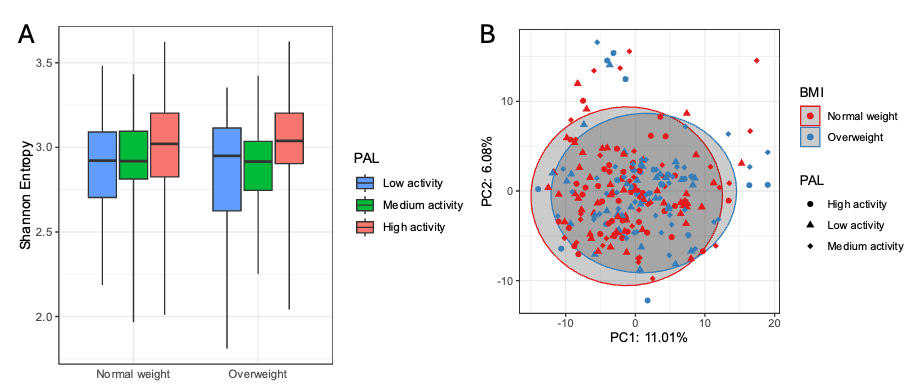 A
Shannon Entropy
3.5
3.0
2.5
2.0
Normal weight
Overweight
PAL
Low activity
Medium activity
High activity
B
PC2: 6.08%
10
0
-10
-10
0
10
20
PC1: 11.01%
BMI
Normal weight
Overweight
PAL
High activity
Low activity
Medium activity